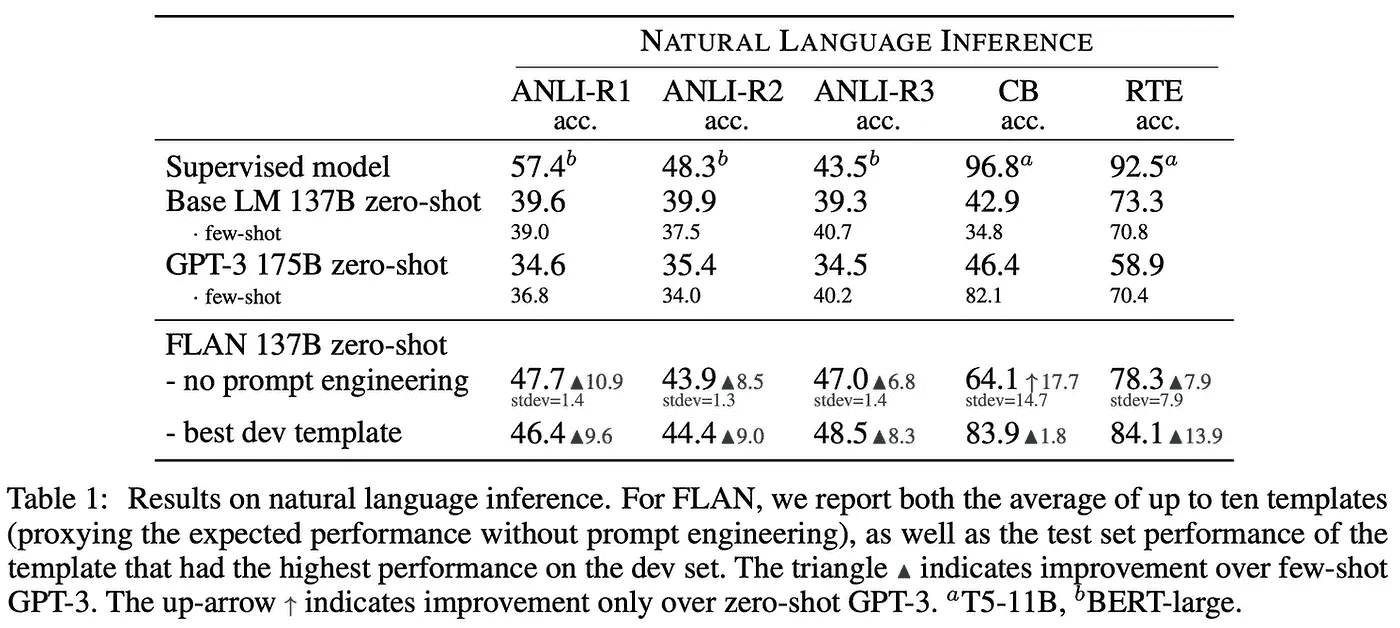 NATURAL LANGUAGE INFERENCE
ANLI-R1 ANLI-R2 ANLI-R3 CB RTE
acc. acc. acc. acc. acc.
Supervised model 57.4b 48.3b 43.5b 96.8a 92.5a
Base LM 137B zero-shot 39.6 39.9 39.3 42.9 73.3
· few-shot 39.0 37.5 40.7 34.8 70.8
GPT-3 175B zero-shot 34.6 35.4 34.5 46.4 58.9
· few-shot 36.8 34.0 40.2 82.1 70.4
FLAN 137B zero-shot
- no prompt engineering 47.7 ▲10.9 43.9 ▲8.5 47.0 ▲6.8 64.1 ↑17.7 78.3 ▲7.9
stdev=1.4 stdev=1.3 stdev=1.4 stdev=14.7 stdev=7.9
- best dev template 46.4 ▲9.6 44.4 ▲9.0 48.5 ▲8.3 83.9 ▲1.8 84.1 ▲13.9
Table 1: Results on natural language inference. For FLAN, we report both the average of up to ten templates
(proxying the expected performance without prompt engineering), as well as the test set performance of the
template that had the highest performance on the dev set. The triangle ▲ indicates improvement over few-shot
GPT-3. The up-arrow ↑ indicates improvement only over zero-shot GPT-3. aT5-11B, bBERT-large.